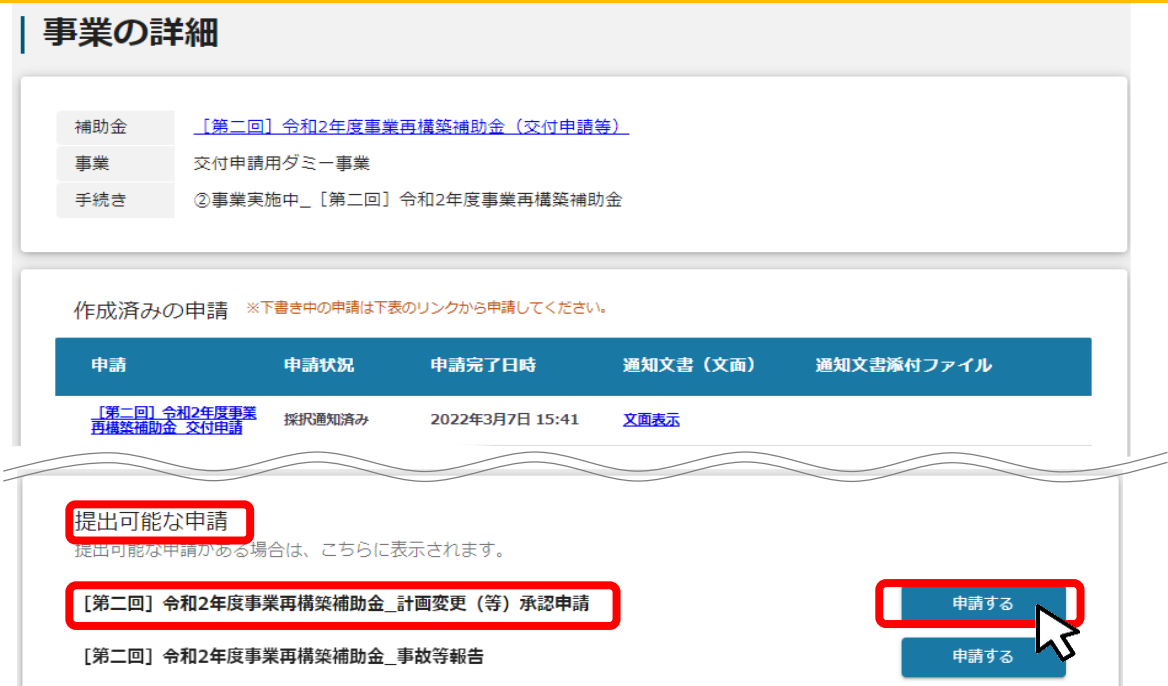 事業の詳細
補助金 [第二回]令和2年度事業再構築補助金（交付申請等）
事業 交付申請用ダミー事業
手続き ②事業実施中_［第二回］令和2年度事業再構築補助金
作成済みの申請 ※下書き中の申請は下表のリンクから申請してください。
申請 申請状況 申請完了日時 通知文書（文面） 通知文書添付ファイル
[第二回]令和2年度事業
再構築補助金_交付申請 採択通知済み 2022年3月7日 15:41 文面表示
提出可能な申請
提出可能な申請がある場合は、こちらに表示されます。
[第二回]令和2年度事業再構築補助金_計画変更（等）承認申請 申請する
[第二回]令和2年度事業再構築補助金_事故等報告 申請する